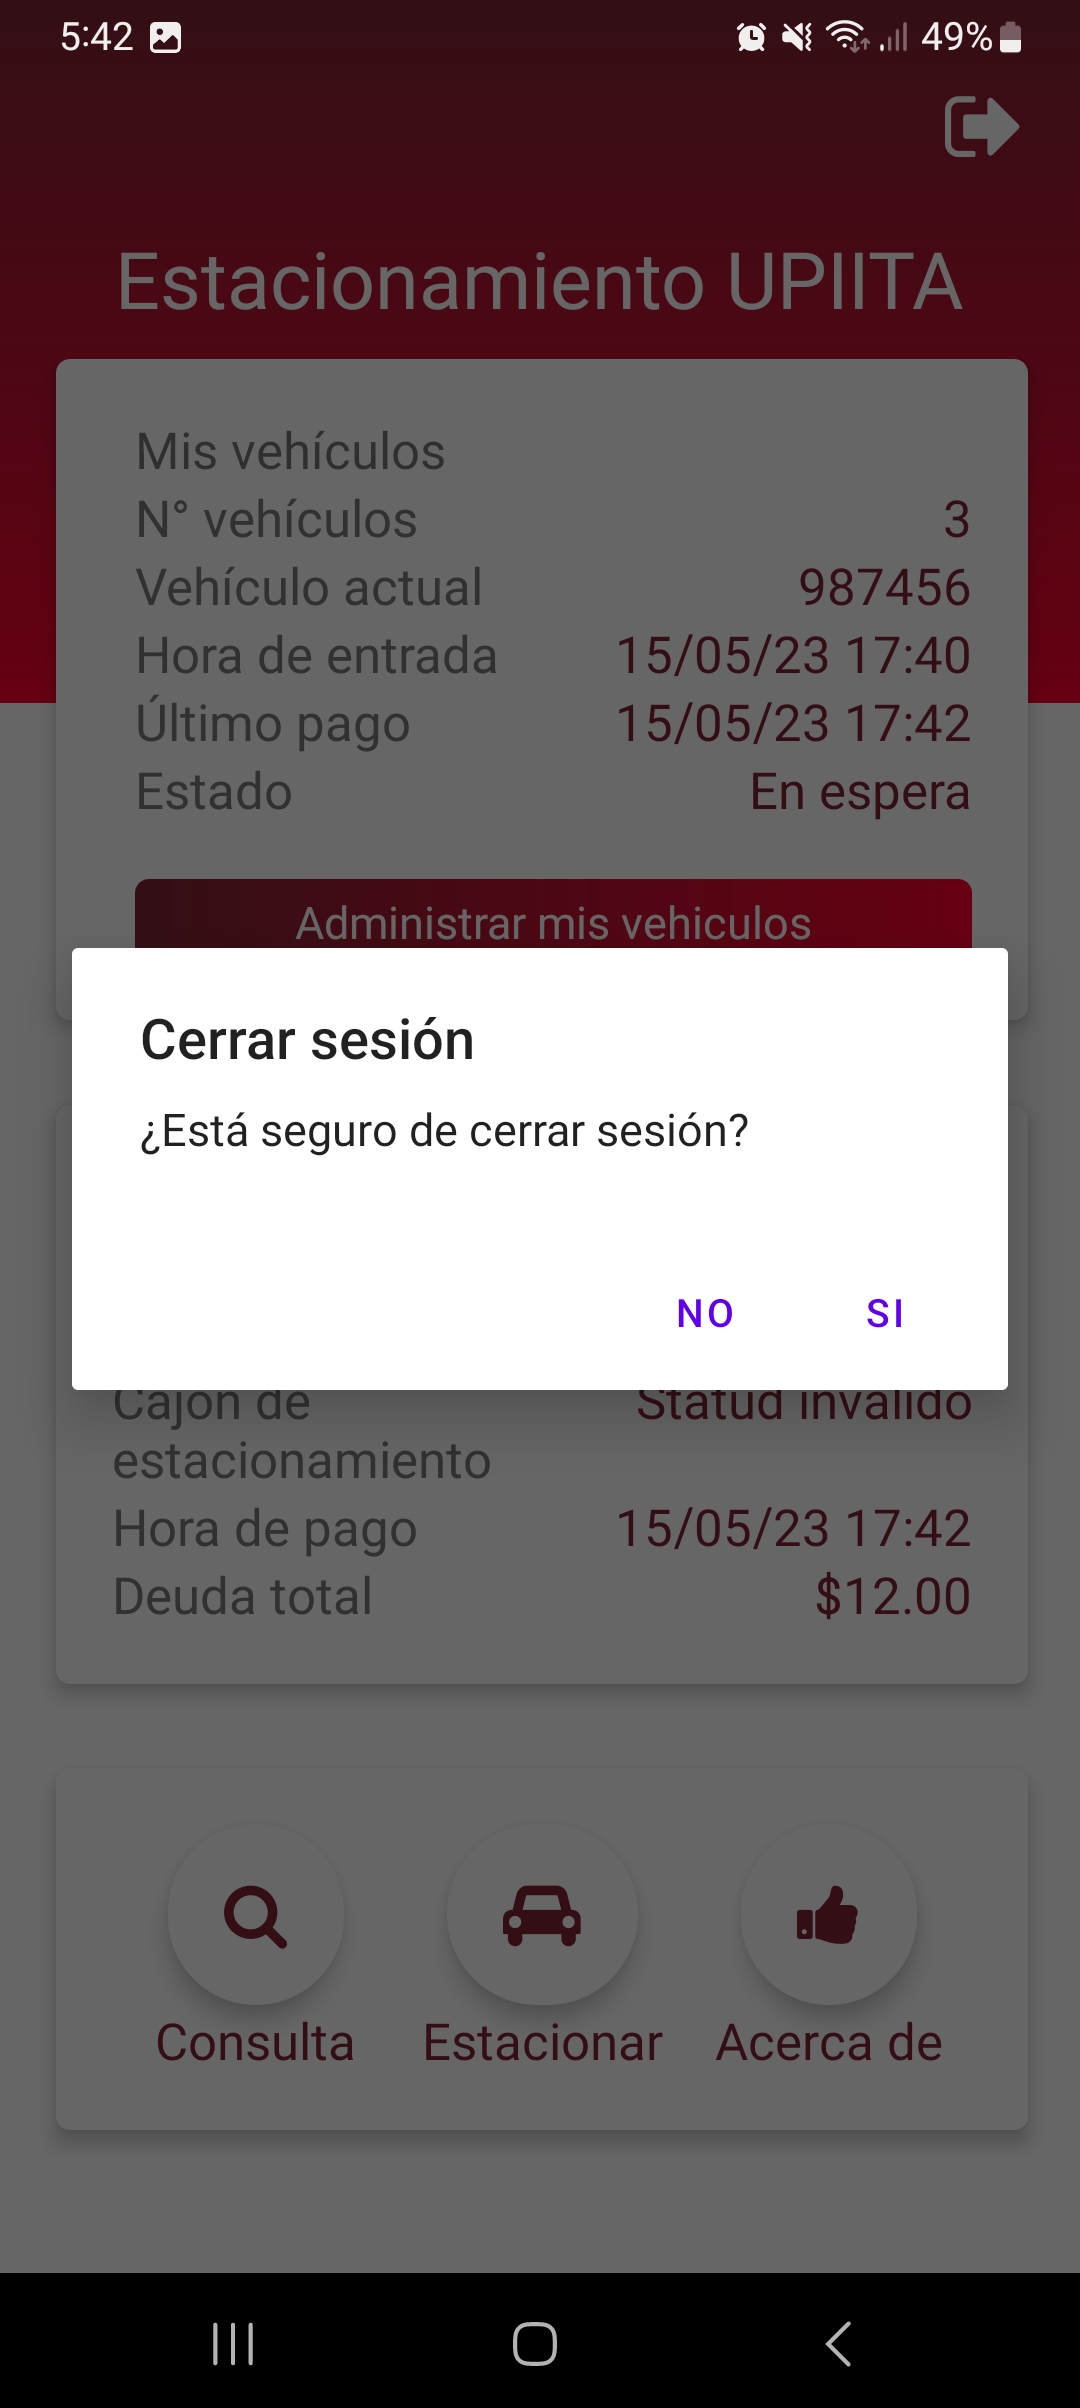 5:42 49%
Estacionamiento UPIITA
Mis vehículos
N° vehículos 3
Vehículo actual 987456
Hora de entrada 15/05/23 17:40
Último pago 15/05/23 17:42
Estado En espera
Administrar mis vehiculos
Cerrar sesión
¿Está seguro de cerrar sesión?
NO SI
Cajón de Statud invalido
estacionamiento
Hora de pago 15/05/23 17:42
Deuda total $12.00
Consulta Estacionar Acerca de